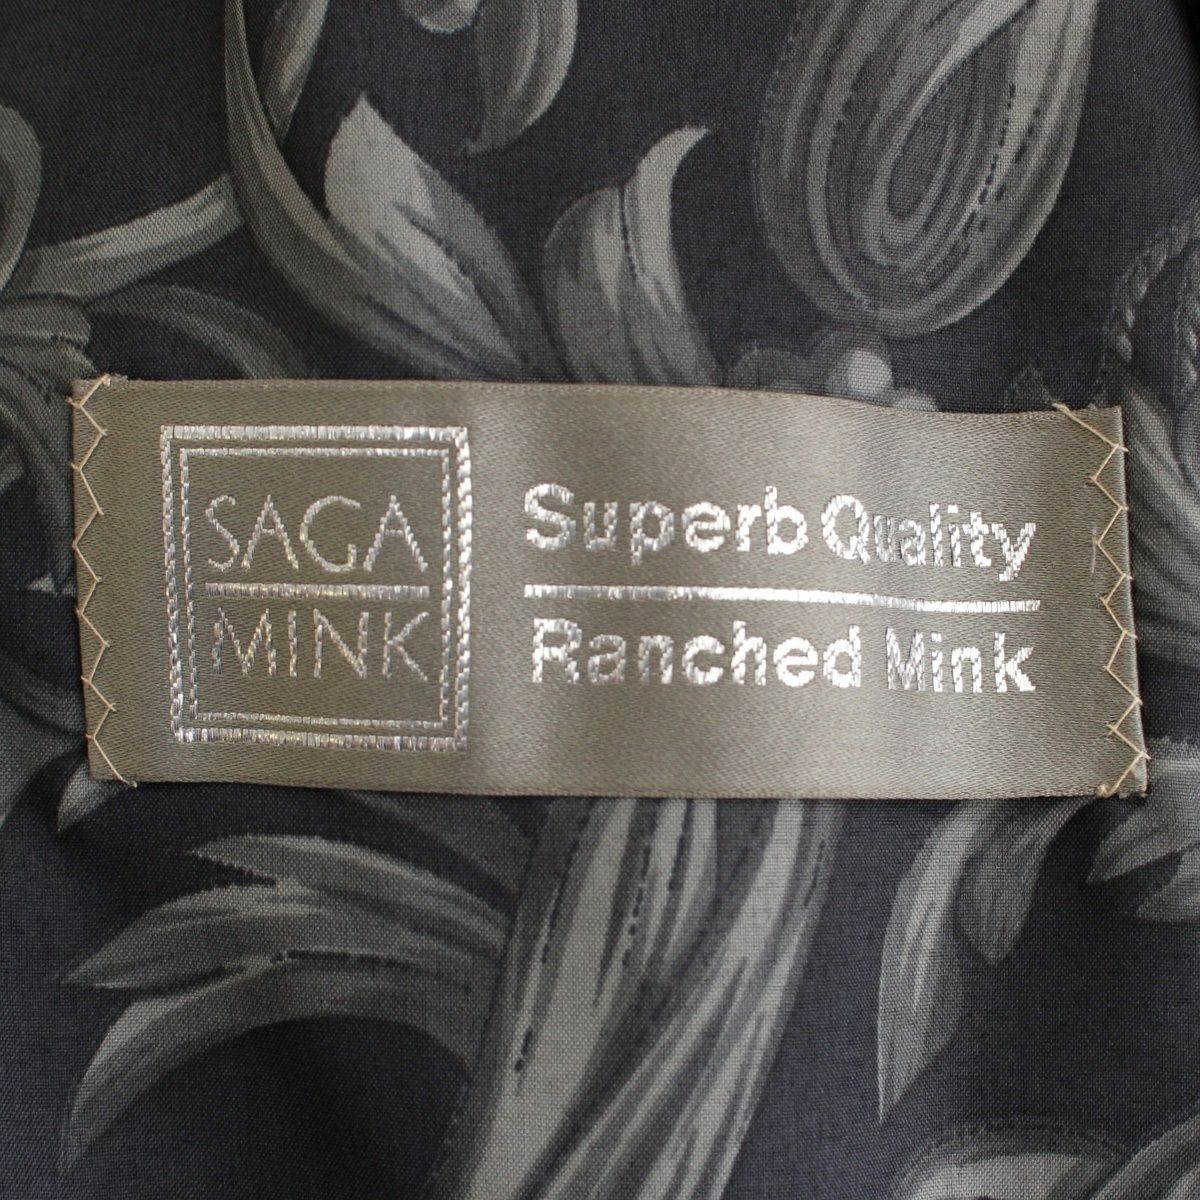 SAGA
MINK
Superb Quality
Ranched Mink